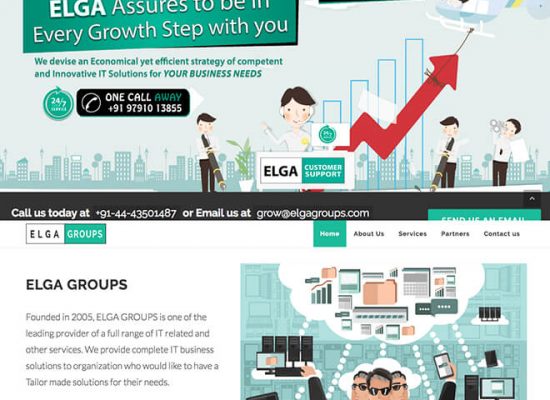 ELGA Assures to be in
Every Growth Step with you
We devise an Economical yet efficient strategy of competent
and Innovative IT Solutions for YOUR BUSINESS NEEDS
24/7
SERVICE
ONE CALL AWAY
+91 97910 13855
24/7
ELGA CUSTOMER SUPPORT
Call us today at +91-44-43501487 or Email us at grow@elgagroups.com
SEND US AN EMAIL
ELGA GROUPS
Home About Us Services Partners Contact us
ELGA GROUPS
Founded in 2005, ELGA GROUPS is one of the
leading provider of a full range of IT related and
other services. We provide complete IT business
solutions to organization who would like to have a
Tailor made solutions for their needs.